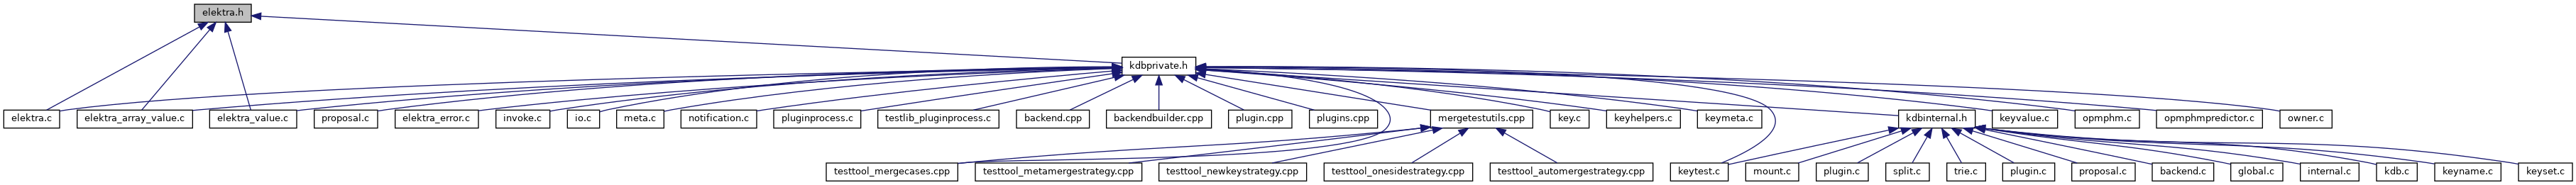 elektra.h
kdbprivate.h
elektra.c
elektra_array_value.c
elektra_value.c
proposal.c
elektra_error.c
invoke.c
io.c
meta.c
notification.c
pluginprocess.c
testlib_pluginprocess.c
backend.cpp
backendbuilder.cpp
plugin.cpp
plugins.cpp
mergetestutils.cpp
key.c
keyhelpers.c
keymeta.c
kdbinternal.h
keyvalue.c
opmphm.c
opmphmpredictor.c
owner.c
testtool_mergecases.cpp
testtool_metamergestrategy.cpp
testtool_newkeystrategy.cpp
testtool_onesidestrategy.cpp
testtool_automergestrategy.cpp
keytest.c
mount.c
plugin.c
split.c
trie.c
plugin.c
proposal.c
backend.c
global.c
internal.c
kdb.c
keyname.c
keyset.c